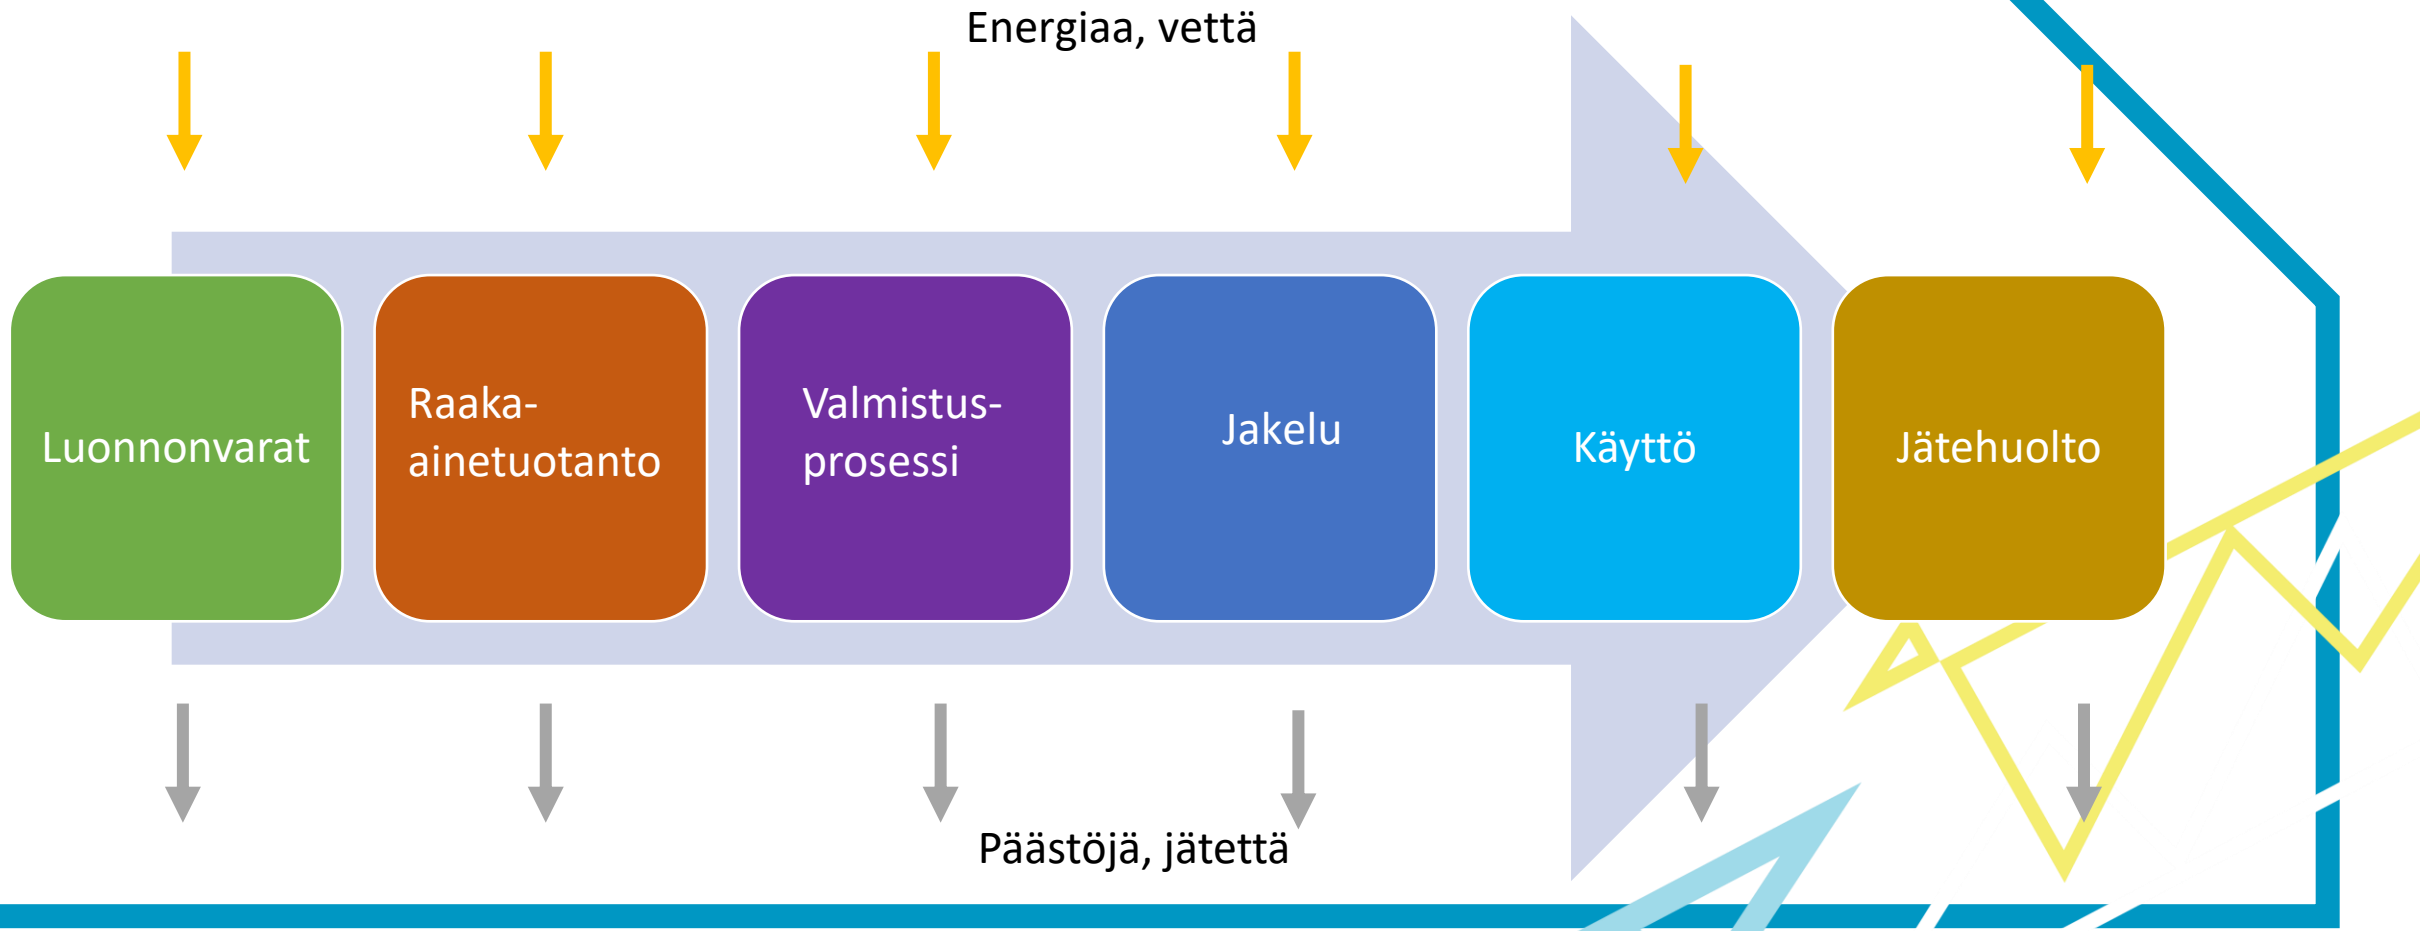 Energiaa, vettä
Luonnonvarat
Raaka-
ainetuotanto
Valmistus-
prosessi
Jakelu
Käyttö
Jätehuolto
Päästöjä, jätettä